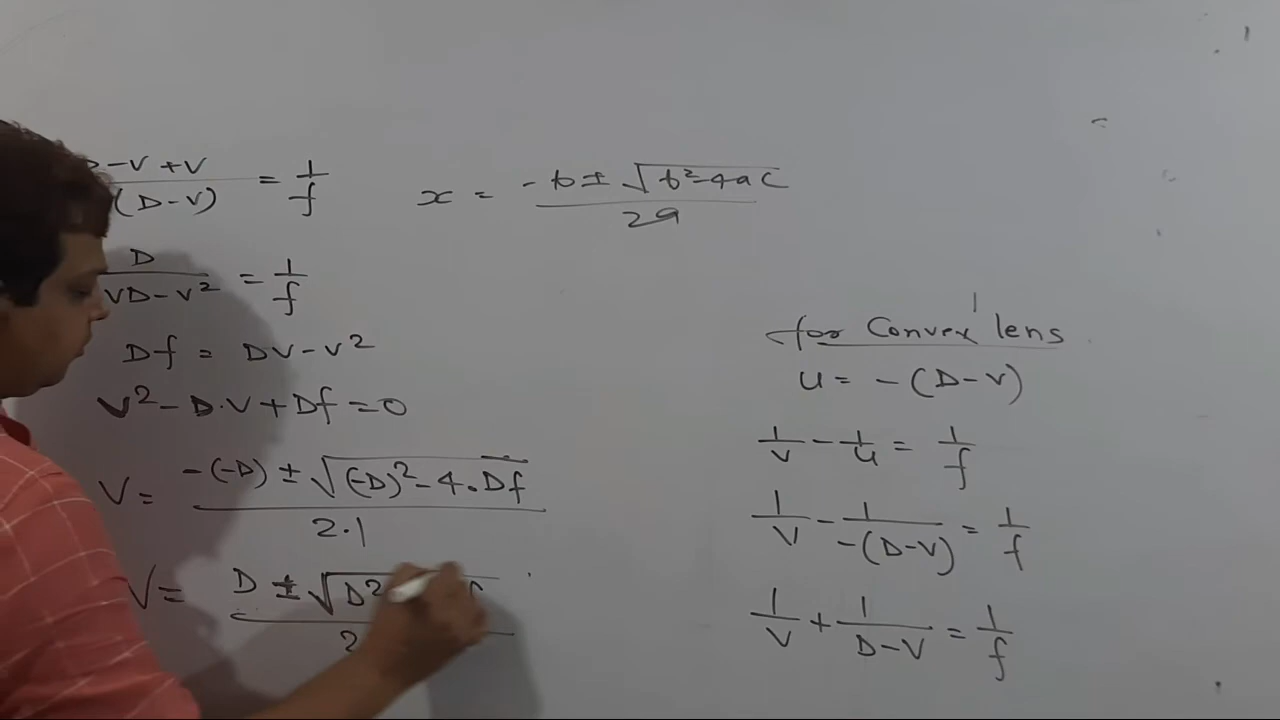 -V+V / (D-V) = 1/f
x = -b ± √b²-4ac / 2a
D / VD-V² = 1/f
Df = DV-V²
V²-D·V+Df=0
V= -(-D) ± √(-D)²-4·Df / 2·1
V= D ± √D² / 2
for Convex lens
u= -(D-V)
1/V - 1/u = 1/f
1/V - 1/-(D-V) = 1/f
1/V + 1/D-V = 1/f